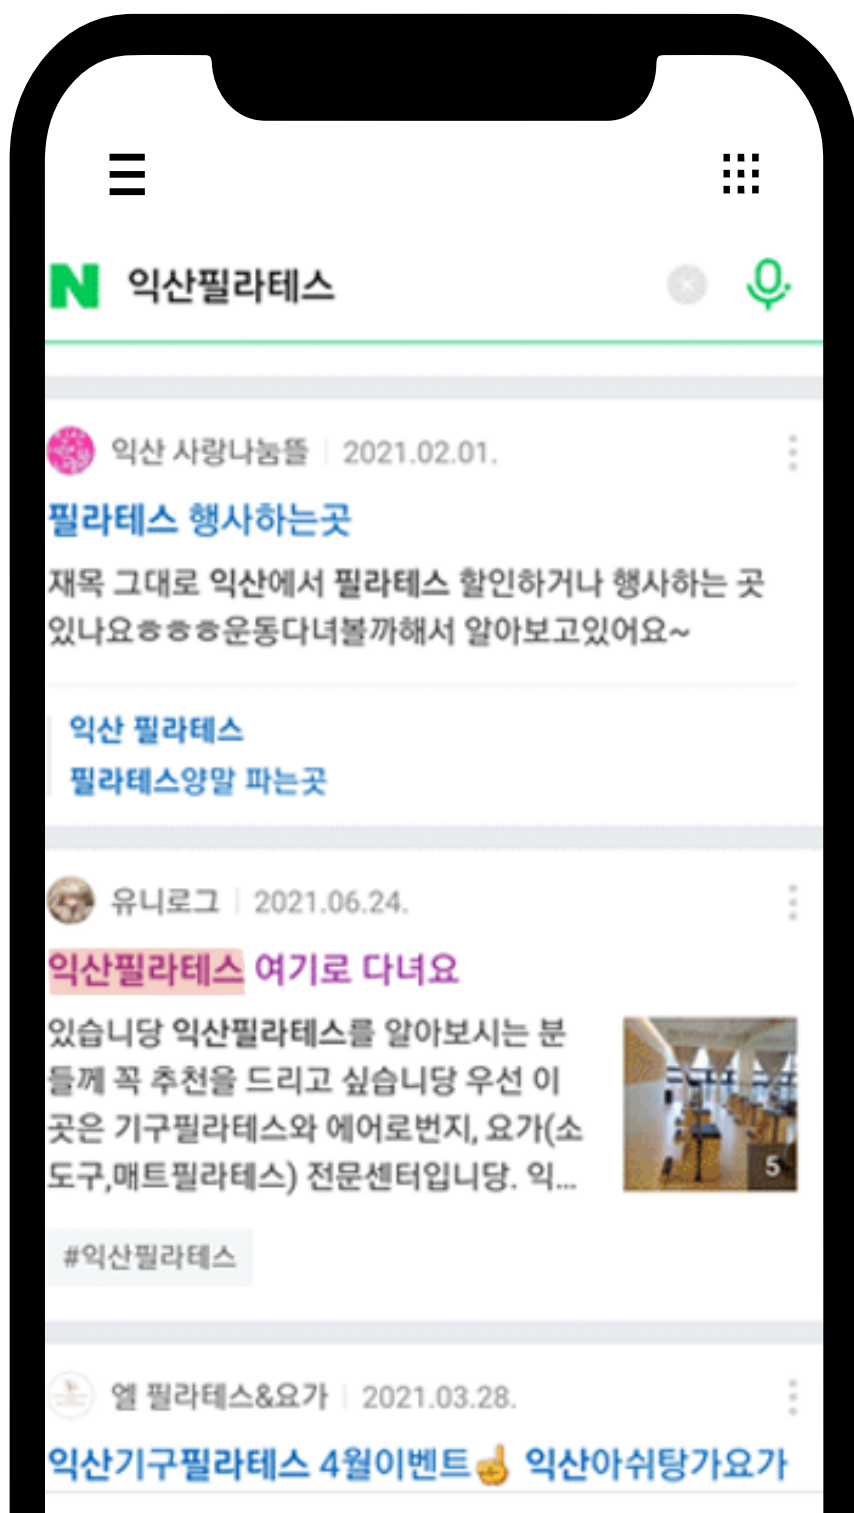 N 익산필라테스
익산 사랑나눔뜰 2021.02.01.
필라테스 행사하는곳
재목 그대로 익산에서 필라테스 할인하거나 행사하는 곳
있나요ㅎㅎㅎ운동다녀볼까해서 알아보고있어요~
익산 필라테스
필라테스양말 파는곳
유니로그 2021.06.24.
익산필라테스 여기로 다녀요
있습니당 익산필라테스를 알아보시는 분
들께 꼭 추천을 드리고 싶습니당 우선 이
곳은 기구필라테스와 에어로번지, 요가(소
도구,매트필라테스) 전문센터입니당. 익...
5
#익산필라테스
엘 필라테스&요가 2021.03.28.
익산기구필라테스 4월이벤트☝ 익산아쉬탕가요가